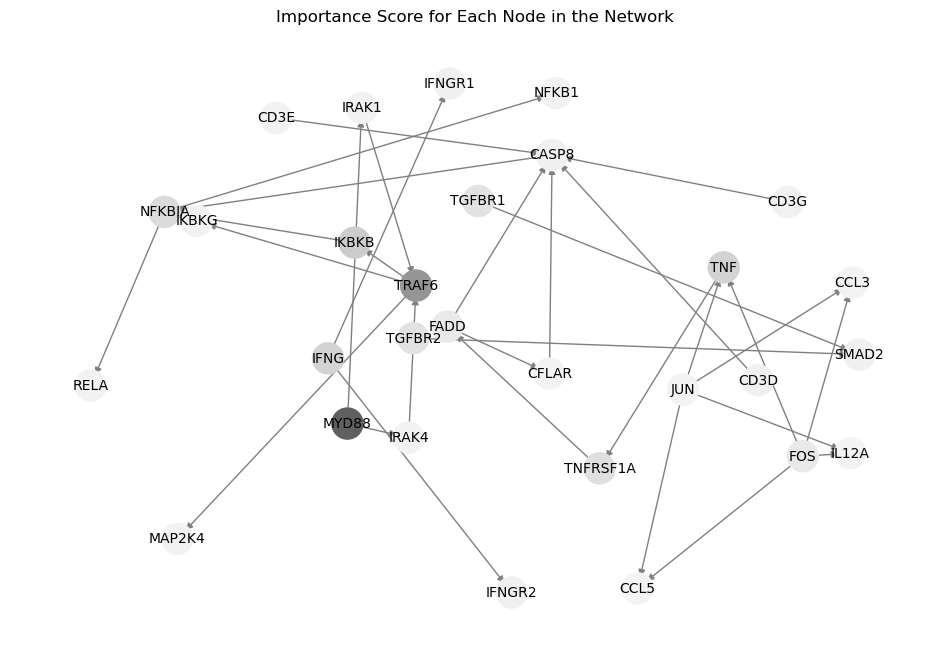 Importance Score for Each Node in the Network
IFNGR1
NFKB1
IRAK1
CD3E
CASP8
TGFBR1
CD3G
NFKBIA
IKBKG
IKBKB
TNF
CCL3
TRAF6
FADD
TGFBR2
SMAD2
IFNG
CFLAR
CD3D
RELA
JUN
MYD88
IRAK4
IL12A
FOS
TNFRSF1A
MAP2K4
CCL5
IFNGR2